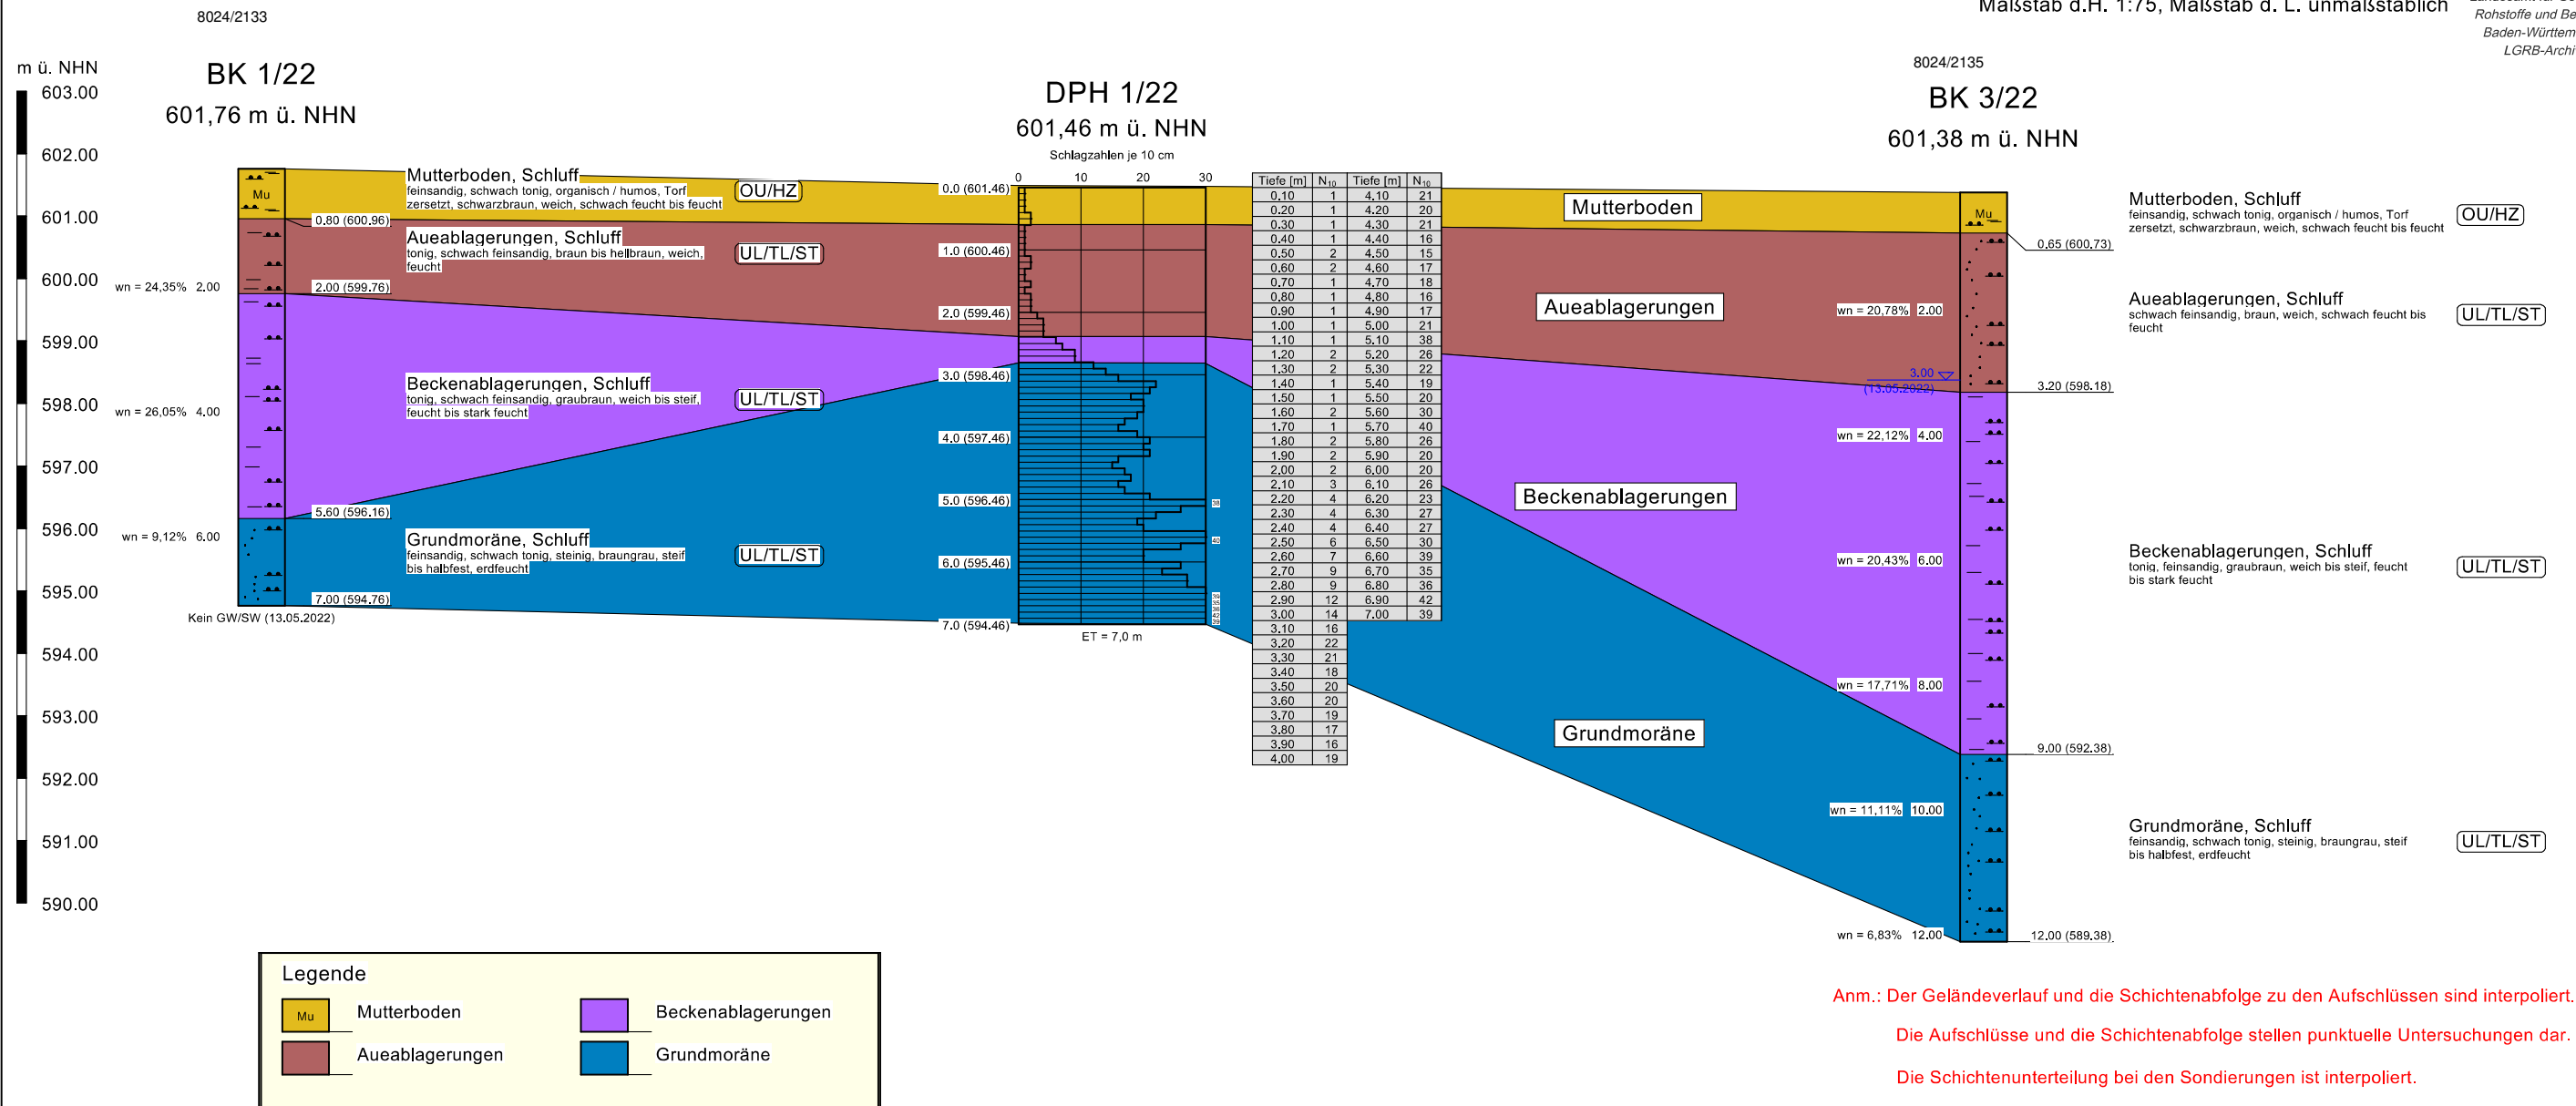 8024/2133
Maßstab d.H. 1:75, Maßstab d. L. unmaßstäblich
Rohstoffe und Be
Baden-Württem
LGRB-Archi
m ü. NHN
603.00
602.00
601.00
600.00
599.00
598.00
597.00
596.00
595.00
594.00
593.00
592.00
591.00
590.00
BK 1/22
601,76 m ü. NHN
Mu
0.80 (600.96)
2.00 (599.76)
5.60 (596.16)
7.00 (594.76)
wn = 24,35% 2.00
wn = 26,05% 4.00
wn = 9,12% 6.00
Kein GW/SW (13.05.2022)
Mutterboden, Schluff
feinsandig, schwach tonig, organisch / humos, Torf
zersetzt, schwarzbraun, weich, schwach feucht bis feucht
OU/HZ
Aueablagerungen, Schluff
tonig, schwach feinsandig, braun bis hellbraun, weich,
feucht
UL/TL/ST
Beckenablagerungen, Schluff
tonig, schwach feinsandig, graubraun, weich bis steif,
feucht bis stark feucht
UL/TL/ST
Grundmoräne, Schluff
feinsandig, schwach tonig, steinig, braungrau, steif
bis halbfest, erdfeucht
UL/TL/ST
DPH 1/22
601,46 m ü. NHN
Schlagzahlen je 10 cm
0 10 20 30
0.0 (601.46)
1.0 (600.46)
2.0 (599.46)
3.0 (598.46)
4.0 (597.46)
5.0 (596.46)
6.0 (595.46)
7.0 (594.46)
38
40
ET = 7,0 m
Tiefe [m] N10 Tiefe [m] N10
0.10 1 4.10 21
0.20 1 4.20 20
0.30 1 4.30 21
0.40 1 4.40 16
0.50 2 4.50 15
0.60 2 4.60 17
0.70 1 4.70 18
0.80 1 4.80 16
0.90 1 4.90 17
1.00 1 5.00 21
1.10 1 5.10 38
1.20 2 5.20 26
1.30 2 5.30 22
1.40 1 5.40 19
1.50 1 5.50 20
1.60 2 5.60 30
1.70 1 5.70 40
1.80 2 5.80 26
1.90 2 5.90 20
2.00 2 6.00 20
2.10 3 6.10 26
2.20 4 6.20 23
2.30 4 6.30 27
2.40 4 6.40 27
2.50 6 6.50 30
2.60 7 6.60 39
2.70 9 6.70 35
2.80 9 6.80 36
2.90 12 6.90 42
3.00 14 7.00 39
3.10 16
3.20 22
3.30 21
3.40 18
3.50 20
3.60 20
3.70 19
3.80 17
3.90 16
4.00 19
Mutterboden
Aueablagerungen
Beckenablagerungen
Grundmoräne
8024/2135
BK 3/22
601,38 m ü. NHN
Mu
0.65 (600.73)
3.20 (598.18)
9.00 (592.38)
12.00 (589.38)
wn = 20,78% 2.00
3.00
(13.05.2022)
wn = 22,12% 4.00
wn = 20,43% 6.00
wn = 17,71% 8.00
wn = 11,11% 10.00
wn = 6,83% 12.00
Mutterboden, Schluff
feinsandig, schwach tonig, organisch / humos, Torf
zersetzt, schwarzbraun, weich, schwach feucht bis feucht
OU/HZ
Aueablagerungen, Schluff
schwach feinsandig, braun, weich, schwach feucht bis
feucht
UL/TL/ST
Beckenablagerungen, Schluff
tonig, feinsandig, graubraun, weich bis steif, feucht
bis stark feucht
UL/TL/ST
Grundmoräne, Schluff
feinsandig, schwach tonig, steinig, braungrau, steif
bis halbfest, erdfeucht
UL/TL/ST
Legende
Mu Mutterboden
Beckenablagerungen
Aueablagerungen
Grundmoräne
Anm.: Der Geländeverlauf und die Schichtenabfolge zu den Aufschlüssen sind interpoliert.
Die Aufschlüsse und die Schichtenabfolge stellen punktuelle Untersuchungen dar.
Die Schichtenunterteilung bei den Sondierungen ist interpoliert.